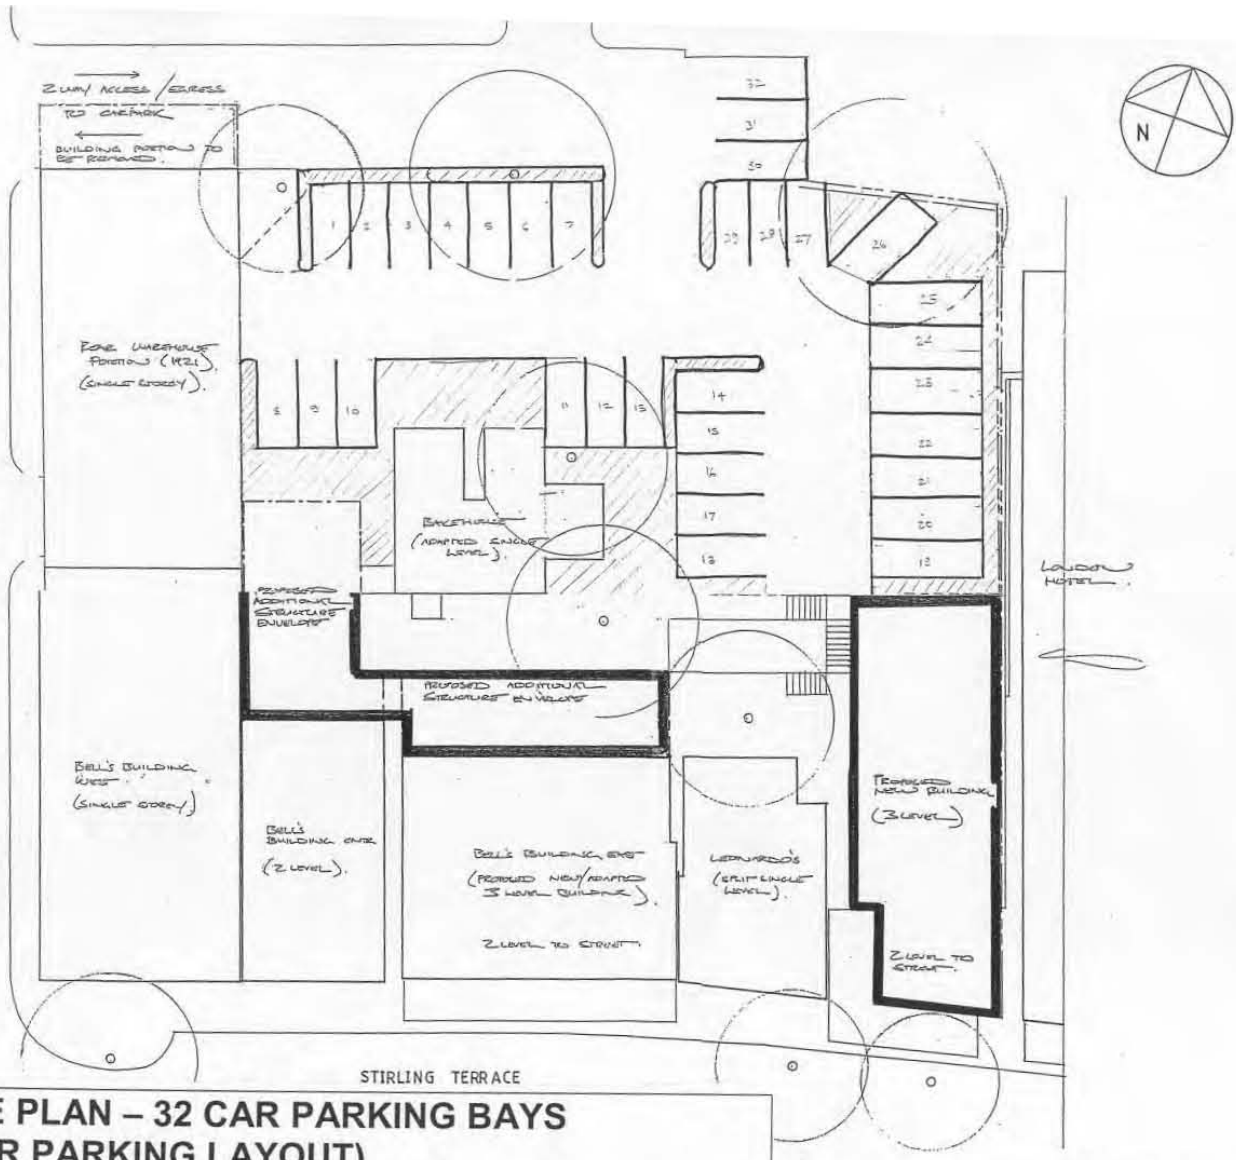 2 WAY ACCESS / EGRESS
TO CARPARK
BUILDING PORTION TO
BE REMOVED.
N
32
31
30
1
2
3
4
5
6
7
29
28
27
26
25
24
23
22
21
20
19
REAR WAREHOUSE
PORTION (1921).
(SINGLE STOREY).
8
9
10
11
12
13
14
15
16
17
18
BAKEHOUSE
(ADAPTED SINGLE
LEVEL).
LONDON
HOTEL.
PROPOSED
ADDITIONAL
STRUCTURE
ENVELOPE
PROPOSED ADDITIONAL
STRUCTURE ENVELOPE
BELL'S BUILDING
WEST.
(SINGLE STOREY)
BELL'S
BUILDING
(2 LEVEL).
BELL'S BUILDING, EAST
(PROPOSED NEW/ADAPTED
3 LEVEL BUILDING).
2 LEVEL TO STREET.
LEONARDO'S
(SPLIT SINGLE
LEVEL).
PROPOSED
NEW BUILDING
(3 LEVEL)
2 LEVEL TO
STREET.
STIRLING TERRACE
E PLAN – 32 CAR PARKING BAYS
R PARKING LAYOUT)